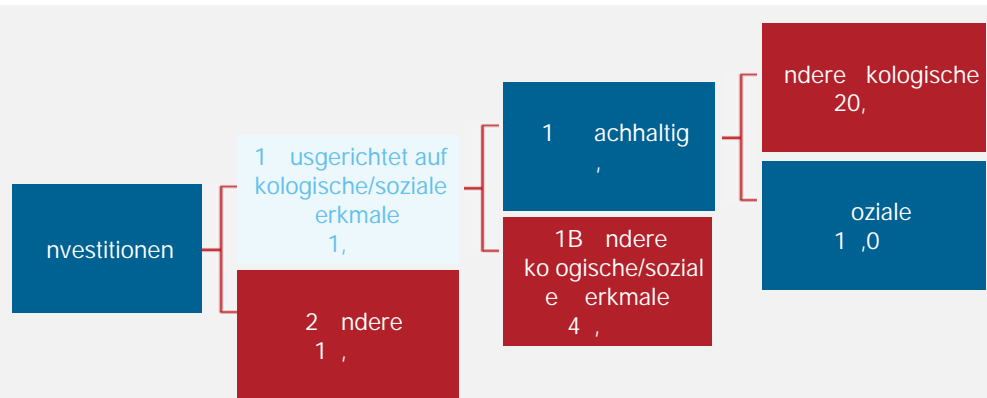 nvestitionen
1 usgerichtet auf
kologische/soziale
erkmale
1,
2 ndere
1 ,
1 achhaltig
,
1B ndere
ko ogische/sozial
e erkmale
4 ,
ndere kologische
20,
oziale
1 ,0